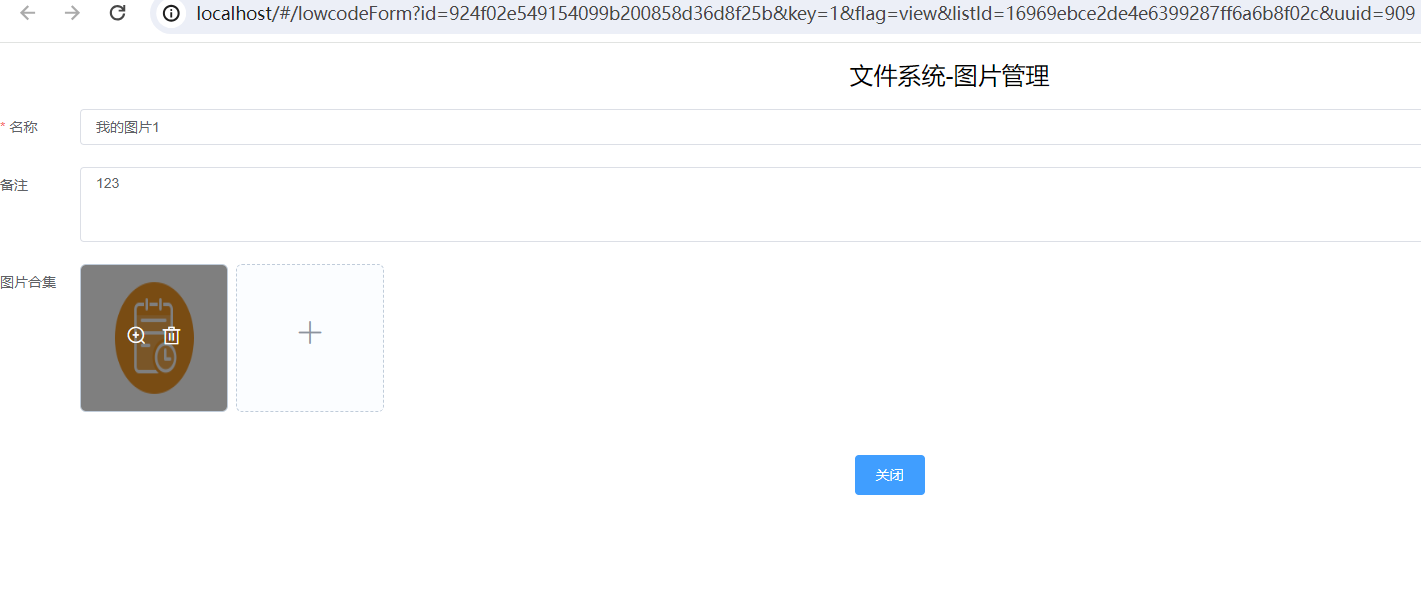 localhost/#/lowcodeForm?id=924f02e549154099b200858d36d8f25b&key=1&flag=view&listId=16969ebce2de4e6399287ff6a6b8f02c&uuid=909
文件系统-图片管理
* 名称 我的图片1
备注 123
图片合集
关闭